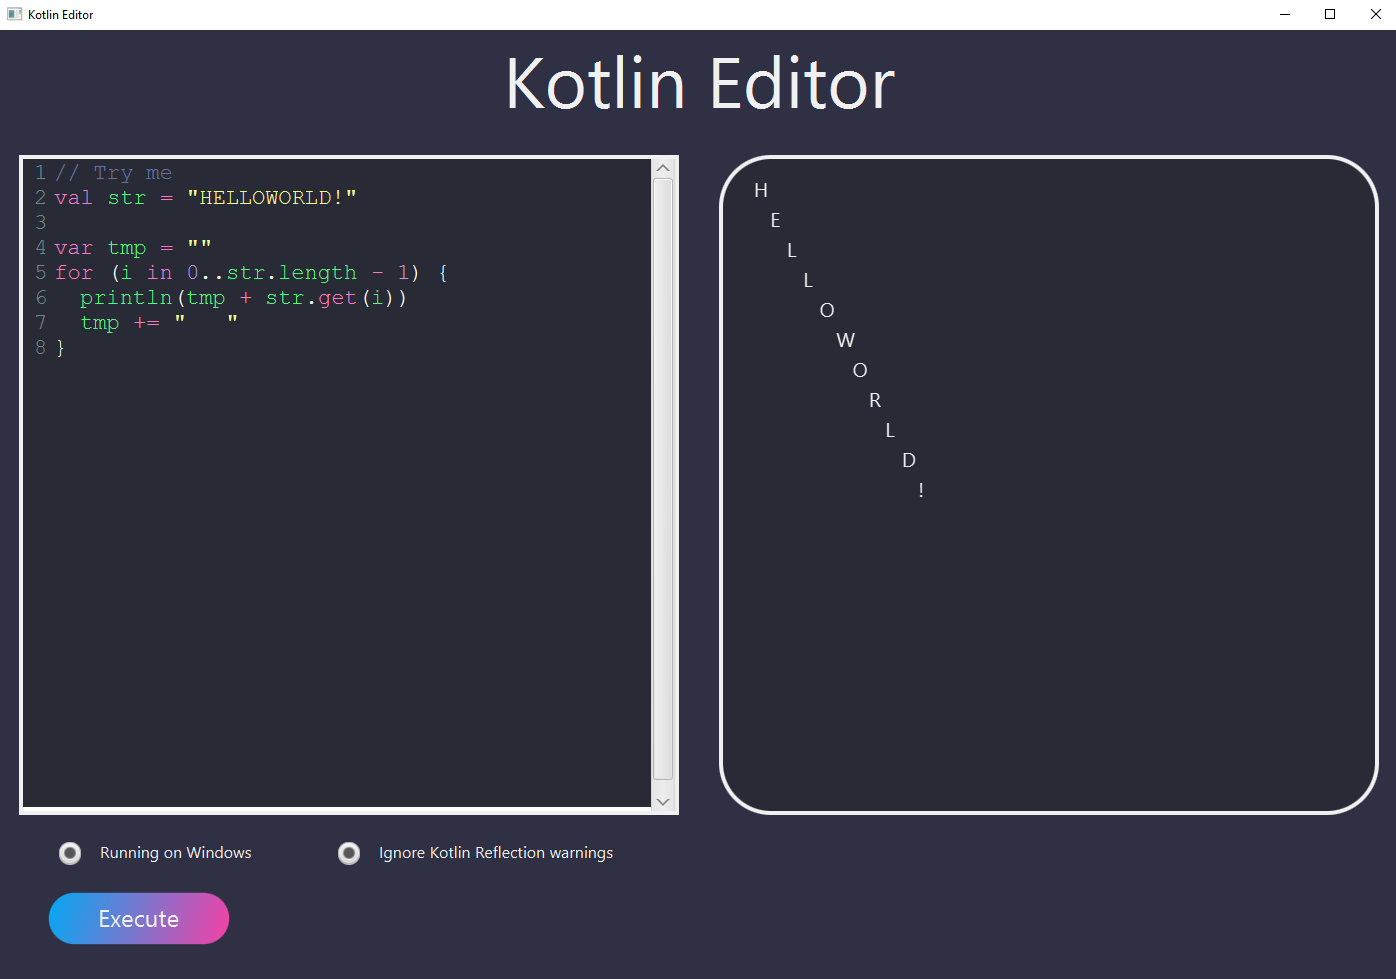 Kotlin Editor
Kotlin Editor
1 // Try me
2 val str = "HELLOWORLD!"
3
4 var tmp = ""
5 for (i in 0..str.length - 1) {
6   println(tmp + str.get(i))
7   tmp += "   "
8 }
H
E
L
L
O
W
O
R
L
D
!
Running on Windows
Ignore Kotlin Reflection warnings
Execute